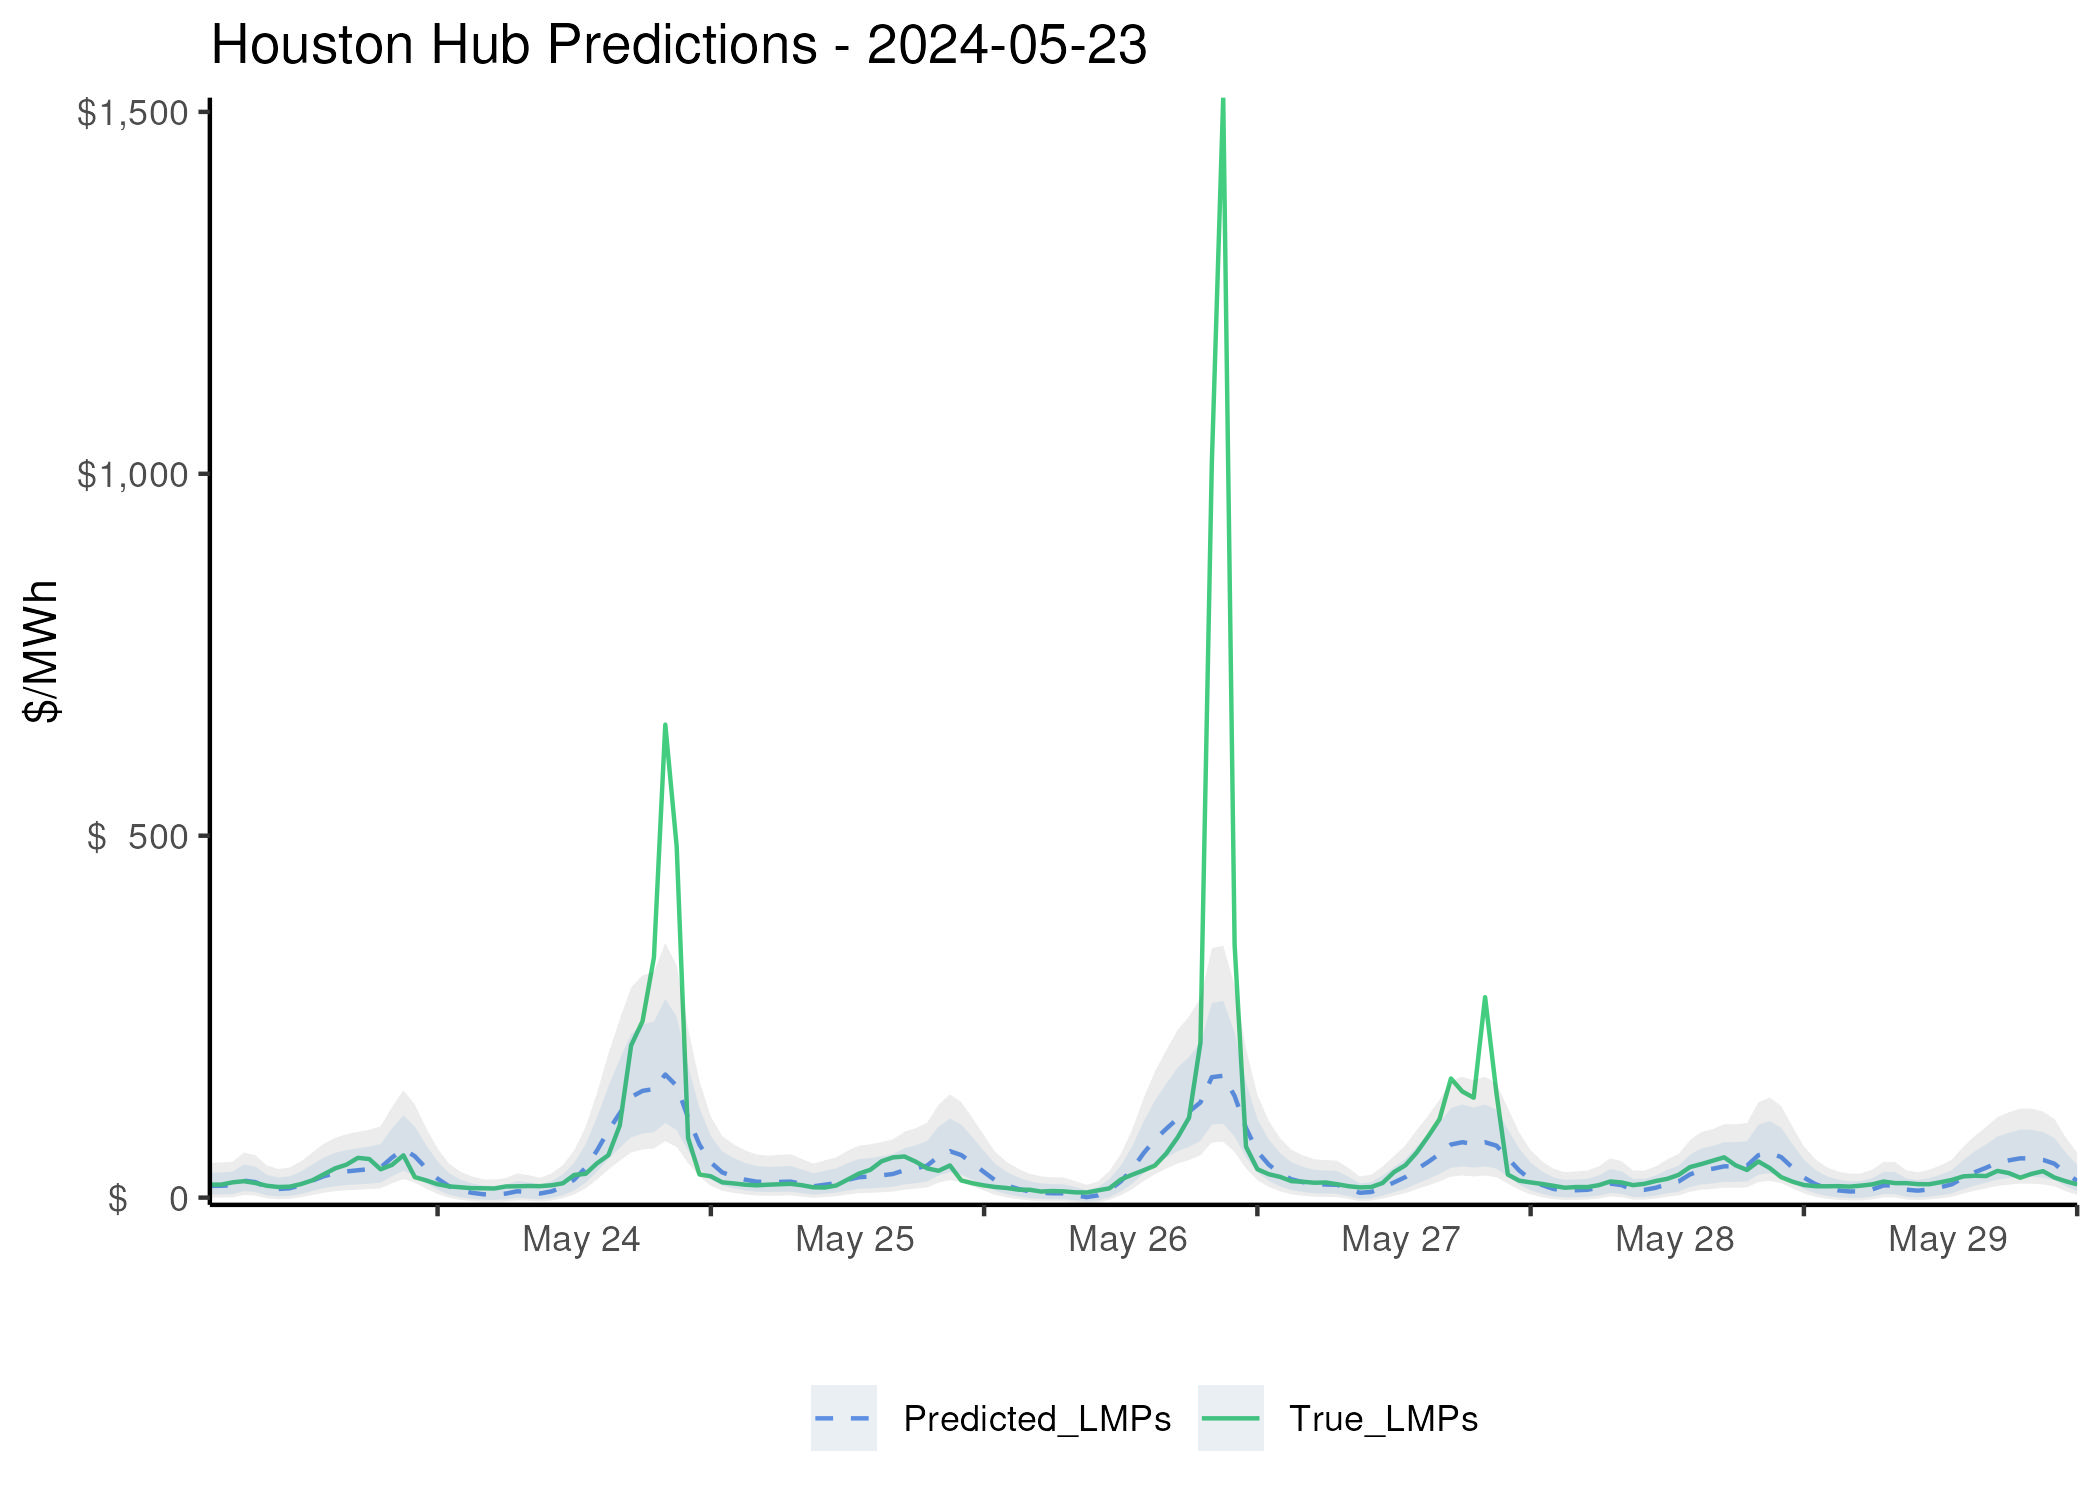 Houston Hub Predictions - 2024-05-23
$1,500
$1,000
$ 500
$ 0
$/MWh
May 24 May 25 May 26 May 27 May 28 May 29
Predicted_LMPs True_LMPs